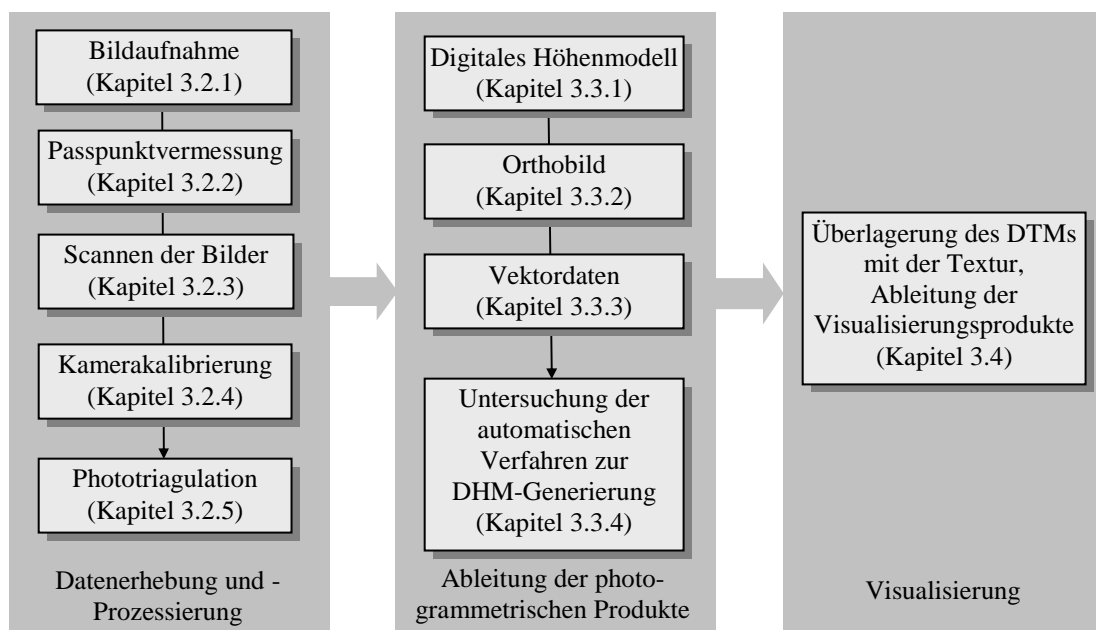 Bildaufnahme
(Kapitel 3.2.1)
Passpunktvermessung
(Kapitel 3.2.2)
Scannen der Bilder
(Kapitel 3.2.3)
Kamerakalibrierung
(Kapitel 3.2.4)
Phototriagulation
(Kapitel 3.2.5)
Datenerhebung und -
Prozessierung
Digitales Höhenmodell
(Kapitel 3.3.1)
Orthobild
(Kapitel 3.3.2)
Vektordaten
(Kapitel 3.3.3)
Untersuchung der
automatischen
Verfahren zur
DHM-Generierung
(Kapitel 3.3.4)
Ableitung der photo-
grammetrischen Produkte
Überlagerung des DTMs
mit der Textur,
Ableitung der
Visualisierungsprodukte
(Kapitel 3.4)
Visualisierung